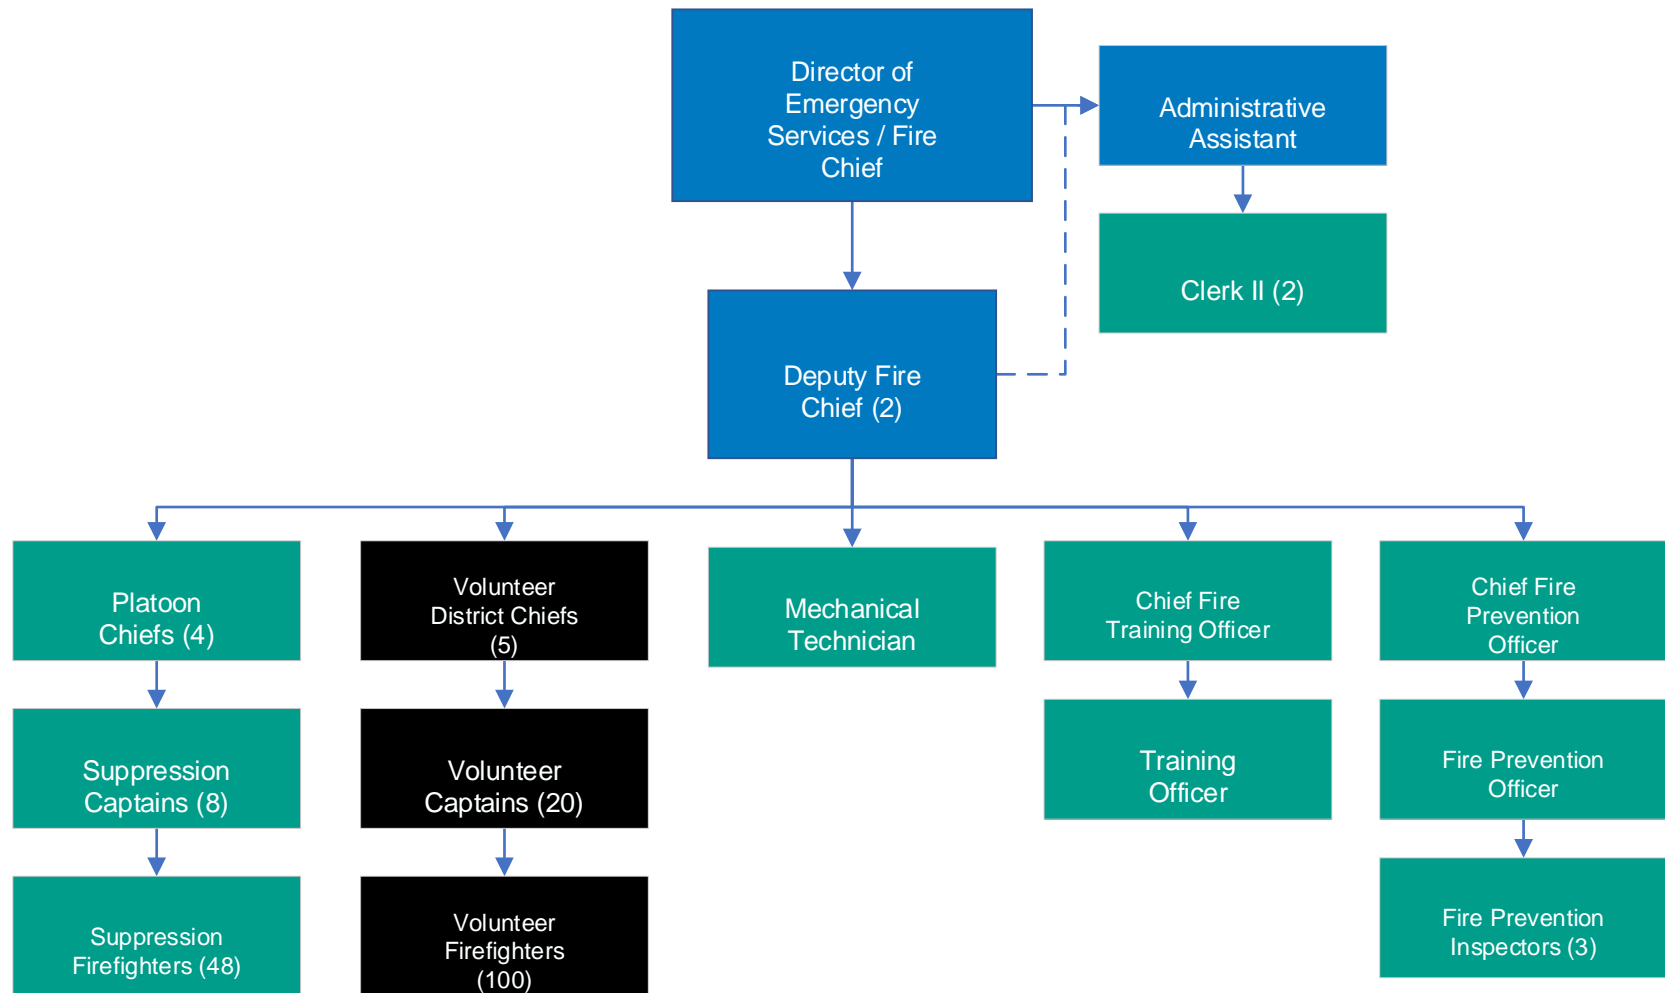 Director of
Emergency
Services / Fire
Chief
Administrative
Assistant
Clerk II (2)
Deputy Fire
Chief (2)
Platoon
Chiefs (4)
Volunteer
District Chiefs
(5)
Mechanical
Technician
Chief Fire
Training Officer
Chief Fire
Prevention
Officer
Suppression
Captains (8)
Volunteer
Captains (20)
Training
Officer
Fire Prevention
Officer
Suppression
Firefighters (48)
Volunteer
Firefighters
(100)
Fire Prevention
Inspectors (3)